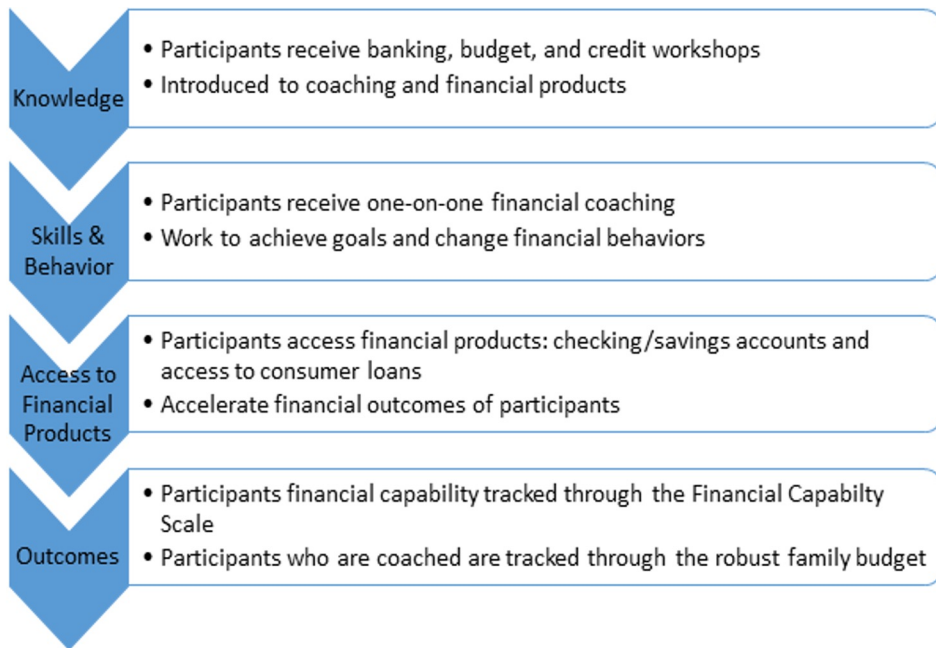 Knowledge
• Participants receive banking, budget, and credit workshops
• Introduced to coaching and financial products
Skills &
Behavior
• Participants receive one-on-one financial coaching
• Work to achieve goals and change financial behaviors
Access to
Financial
Products
• Participants access financial products: checking/savings accounts and
access to consumer loans
• Accelerate financial outcomes of participants
Outcomes
• Participants financial capability tracked through the Financial Capabilty
Scale
• Participants who are coached are tracked through the robust family budget